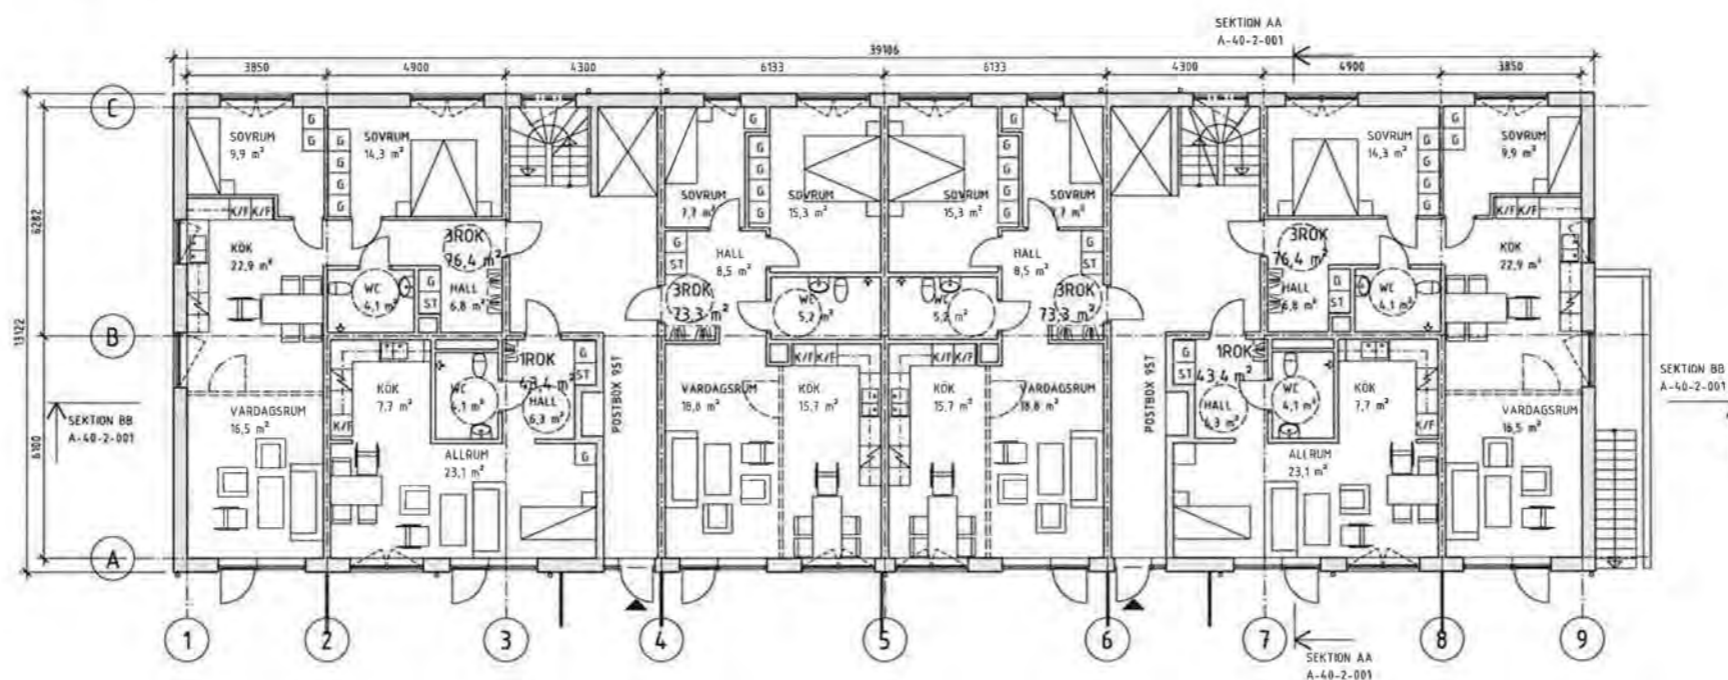 SEKTION AA
A-40-2-001
39106
3850 4900 4300 6133 6133 4300 4900 3850
C
SOVRUM
9,9 m²
G
G
SOVRUM
14,3 m²
G
G
G
G
SOVRUM
7,7 m²
G
G
G
G
G
SOVRUM
15,3 m²
SOVRUM
15,3 m²
G
G
G
G
G
SOVRUM
7,7 m²
SOVRUM
14,3 m²
G
G
G
G
G
G
SOVRUM
9,9 m²
6282
13122
6100
K/F K/F
KÖK
22,9 m²
3ROK
76,4 m²
WC
4,1 m²
G
ST
HALL
6,8 m²
G
ST
HALL
8,5 m²
3ROK
73,3 m²
WC
5,2 m²
WC
5,2 m²
HALL
8,5 m²
G
ST
3ROK
73,3 m²
3ROK
76,4 m²
HALL
6,8 m²
G
ST
WC
4,1 m²
K/F K/F
KÖK
22,9 m²
B
VARDAGSRUM
16,5 m²
KÖK
7,7 m²
K/F
WC
4,1 m²
1ROK
43,4 m²
HALL
6,3 m²
G
ST
G
ALLRUM
23,1 m²
POSTBOX 9ST
VARDAGSRUM
18,8 m²
K/F K/F
KÖK
15,7 m²
K/F K/F
KÖK
15,7 m²
VARDAGSRUM
18,8 m²
POSTBOX 9ST
G
ST
1ROK
43,4 m²
HALL
6,3 m²
WC
4,1 m²
KÖK
7,7 m²
K/F
G
ALLRUM
23,1 m²
VARDAGSRUM
16,5 m²
SEKTION BB
A-40-2-001
SEKTION BB
A-40-2-001
A
1 2 3 4 5 6 7 8 9
SEKTION AA
A-40-2-001